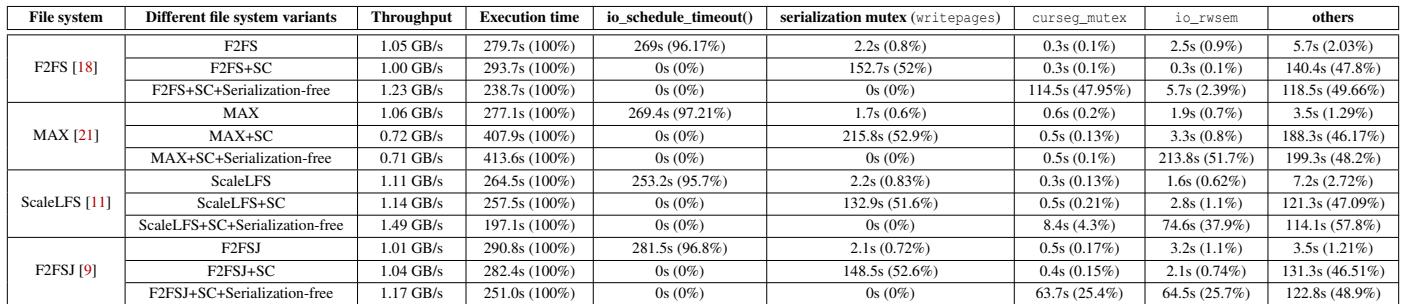 File system Different file system variants Throughput Execution time io_schedule_timeout() serialization mutex (writepages) curseg_mutex io_rwsem others
F2FS 1.05 GB/s 279.7s (100%) 269s (96.17%) 2.2s (0.8%) 0.3s (0.1%) 2.5s (0.9%) 5.7s (2.03%)
F2FS [18] F2FS+SC 1.00 GB/s 293.7s (100%) 0s (0%) 152.7s (52%) 0.3s (0.1%) 0.3s (0.1%) 140.4s (47.8%)
F2FS+SC+Serialization-free 1.23 GB/s 238.7s (100%) 0s (0%) 0s (0%) 114.5s (47.95%) 5.7s (2.39%) 118.5s (49.66%)
MAX 1.06 GB/s 277.1s (100%) 269.4s (97.21%) 1.7s (0.6%) 0.6s (0.2%) 1.9s (0.7%) 3.5s (1.29%)
MAX [21] MAX+SC 0.72 GB/s 407.9s (100%) 0s (0%) 215.8s (52.9%) 0.5s (0.13%) 3.3s (0.8%) 188.3s (46.17%)
MAX+SC+Serialization-free 0.71 GB/s 413.6s (100%) 0s (0%) 0s (0%) 0.5s (0.1%) 213.8s (51.7%) 199.3s (48.2%)
ScaleLFS 1.11 GB/s 264.5s (100%) 253.2s (95.7%) 2.2s (0.83%) 0.3s (0.13%) 1.6s (0.62%) 7.2s (2.72%)
ScaleLFS [11] ScaleLFS+SC 1.14 GB/s 257.5s (100%) 0s (0%) 132.9s (51.6%) 0.5s (0.21%) 2.8s (1.1%) 121.3s (47.09%)
ScaleLFS+SC+Serialization-free 1.49 GB/s 197.1s (100%) 0s (0%) 0s (0%) 8.4s (4.3%) 74.6s (37.9%) 114.1s (57.8%)
F2FSJ 1.01 GB/s 290.8s (100%) 281.5s (96.8%) 2.1s (0.72%) 0.5s (0.17%) 3.2s (1.1%) 3.5s (1.21%)
F2FSJ [9] F2FSJ+SC 1.04 GB/s 282.4s (100%) 0s (0%) 148.5s (52.6%) 0.4s (0.15%) 2.1s (0.74%) 131.3s (46.51%)
F2FSJ+SC+Serialization-free 1.17 GB/s 251.0s (100%) 0s (0%) 0s (0%) 63.7s (25.4%) 64.5s (25.7%) 122.8s (48.9%)